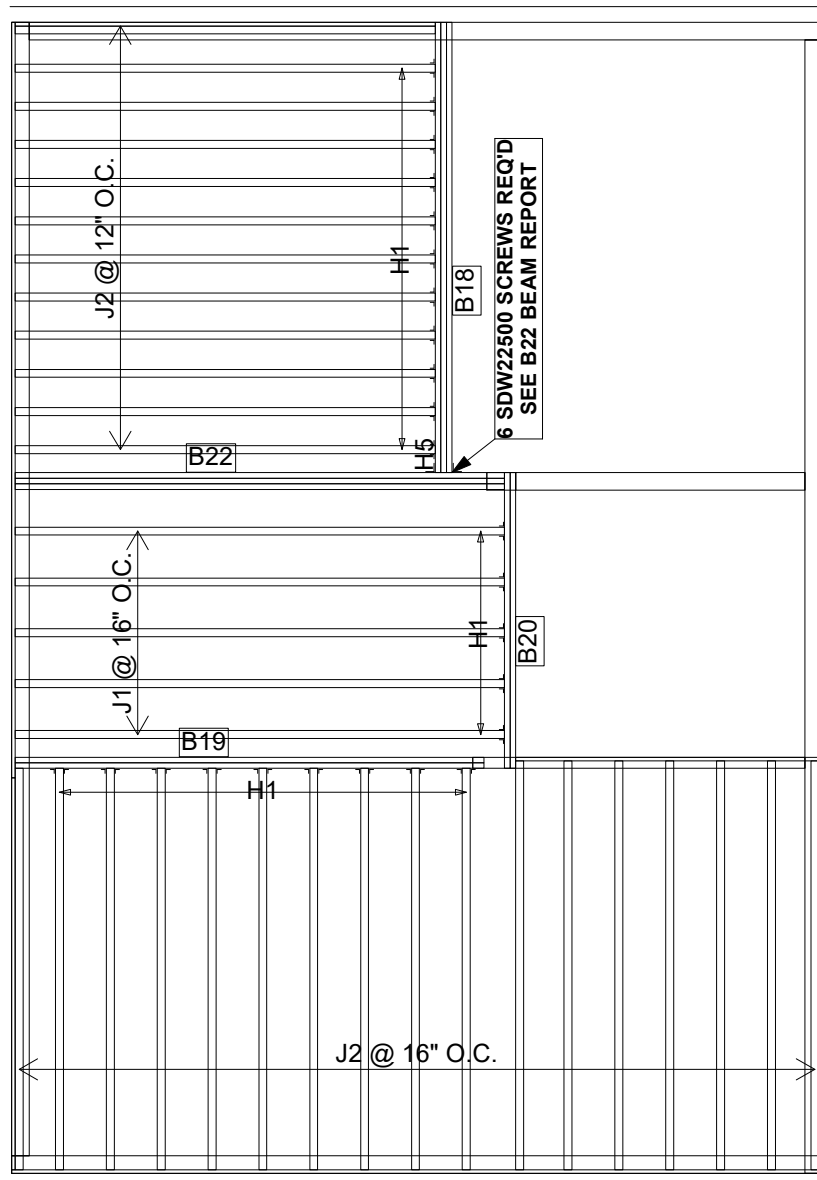 J2 @ 12" O.C.
H1
B18
6 SDW22500 SCREWS REQ'D
SEE B22 BEAM REPORT
B22
H5
J1 @ 16" O.C.
H1
B20
B19
H1
J2 @ 16" O.C.